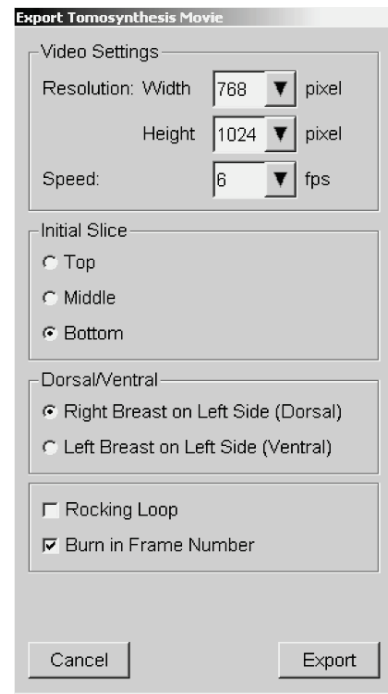 Export Tomosynthesis Movie
Video Settings
Resolution: Width 768 pixel
Height 1024 pixel
Speed: 6 fps
Initial Slice
Top
Middle
Bottom
Dorsal/Ventral
Right Breast on Left Side (Dorsal)
Left Breast on Left Side (Ventral)
Rocking Loop
Burn in Frame Number
Cancel Export